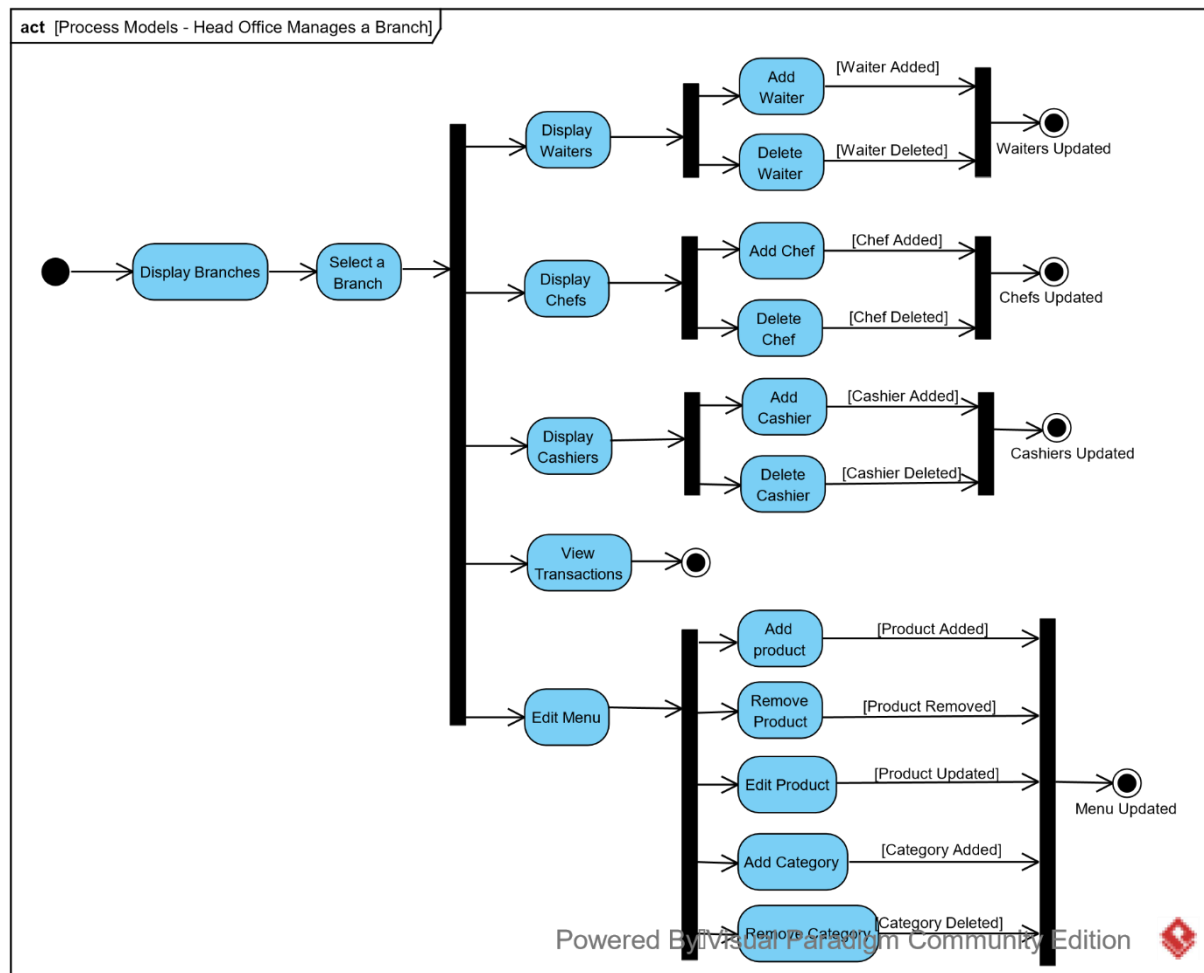 act [Process Models - Head Office Manages a Branch]
Add
Waiter
[Waiter Added]
Display
Waiters
Delete
Waiter
[Waiter Deleted]
Waiters Updated
Display Branches
Select a
Branch
Add Chef
[Chef Added]
Display
Chefs
Delete
Chef
[Chef Deleted]
Chefs Updated
Add
Cashier
[Cashier Added]
Display
Cashiers
Delete
Cashier
[Cashier Deleted]
Cashiers Updated
View
Transactions
Add
product
[Product Added]
Edit Menu
Remove
Product
[Product Removed]
Edit Product
[Product Updated]
Menu Updated
Add Category
[Category Added]
Remove Category
[Category Deleted]
Powered By Visual Paradigm Community Edition